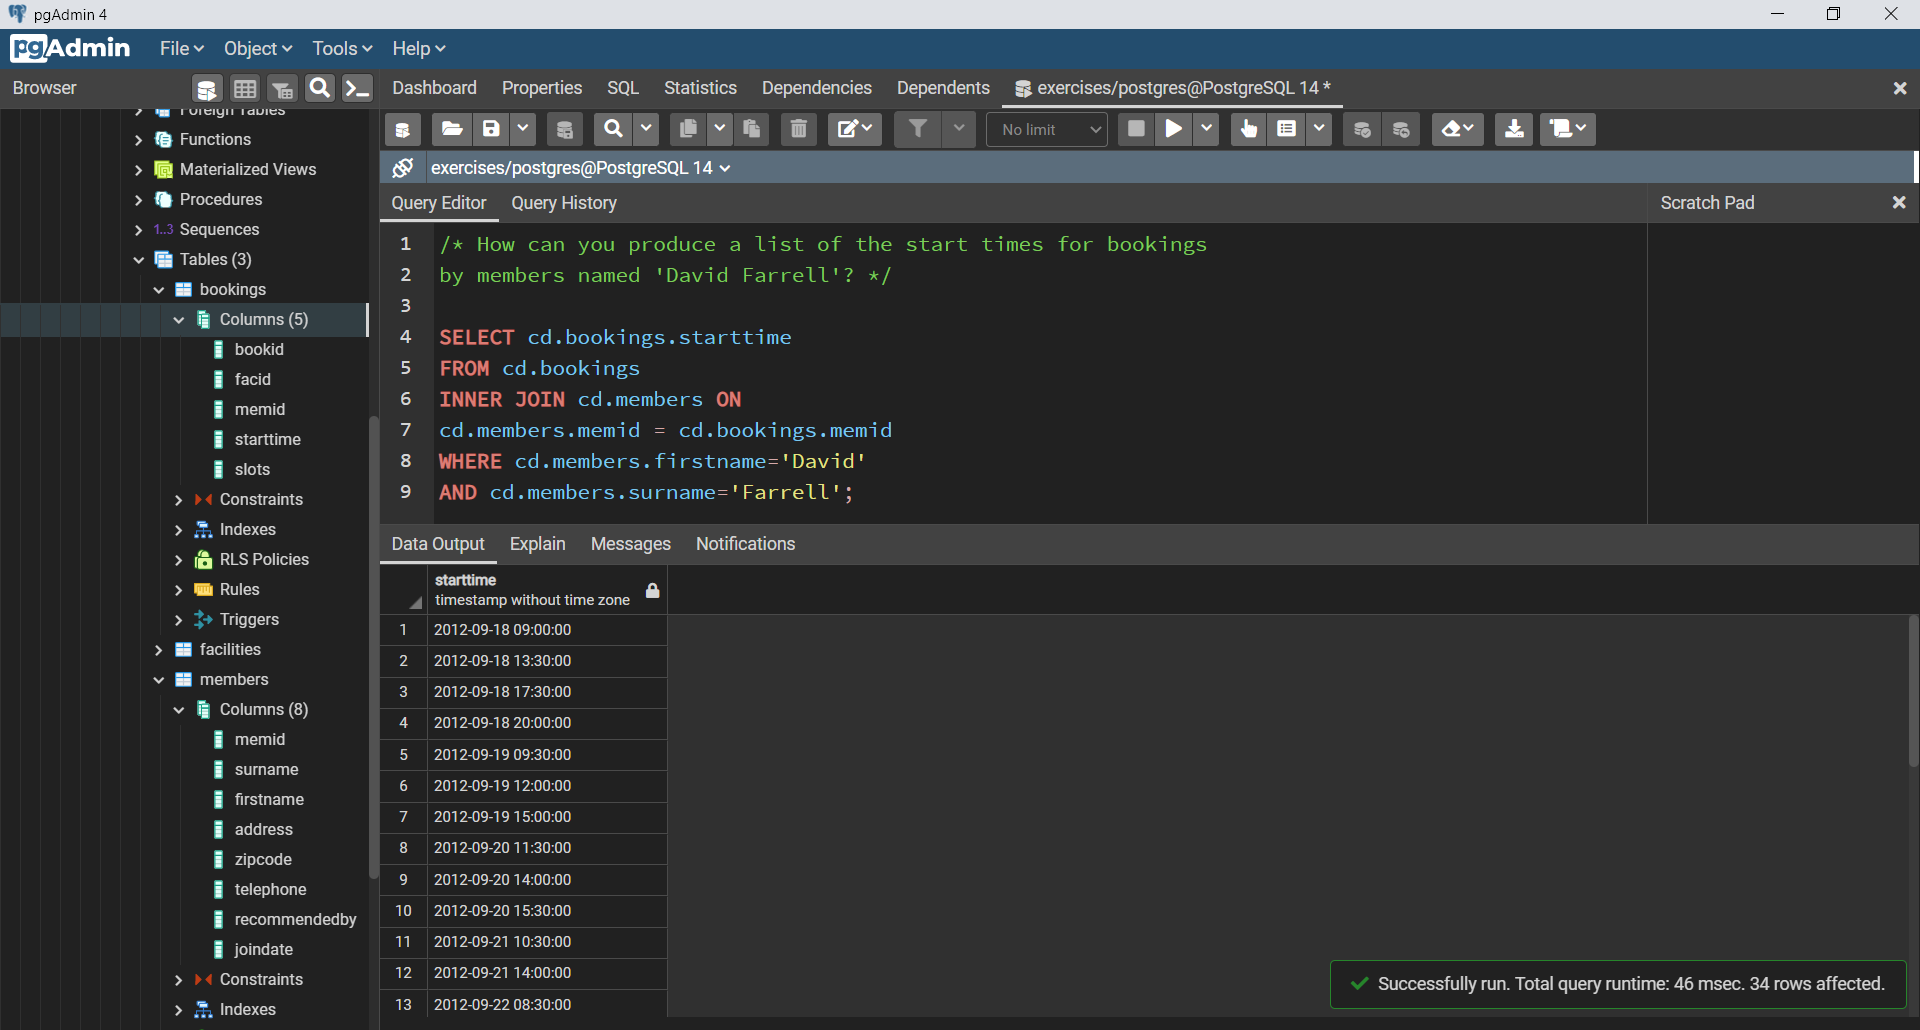 pgAdmin 4
pgAdmin File Object Tools Help
Browser
Dashboard Properties SQL Statistics Dependencies Dependents exercises/postgres@PostgreSQL 14 *
No limit
exercises/postgres@PostgreSQL 14
Query Editor Query History
Scratch Pad
Foreign Tables
Functions
Materialized Views
Procedures
1..3 Sequences
Tables (3)
bookings
Columns (5)
bookid
facid
memid
starttime
slots
Constraints
Indexes
RLS Policies
Rules
Triggers
facilities
members
Columns (8)
memid
surname
firstname
address
zipcode
telephone
recommendedby
joindate
Constraints
Indexes
1 /* How can you produce a list of the start times for bookings
2 by members named 'David Farrell'? */
3
4 SELECT cd.bookings.starttime
5 FROM cd.bookings
6 INNER JOIN cd.members ON
7 cd.members.memid = cd.bookings.memid
8 WHERE cd.members.firstname='David'
9 AND cd.members.surname='Farrell';
Data Output Explain Messages Notifications
starttime
timestamp without time zone
1 2012-09-18 09:00:00
2 2012-09-18 13:30:00
3 2012-09-18 17:30:00
4 2012-09-18 20:00:00
5 2012-09-19 09:30:00
6 2012-09-19 12:00:00
7 2012-09-19 15:00:00
8 2012-09-20 11:30:00
9 2012-09-20 14:00:00
10 2012-09-20 15:30:00
11 2012-09-21 10:30:00
12 2012-09-21 14:00:00
13 2012-09-22 08:30:00
Successfully run. Total query runtime: 46 msec. 34 rows affected.